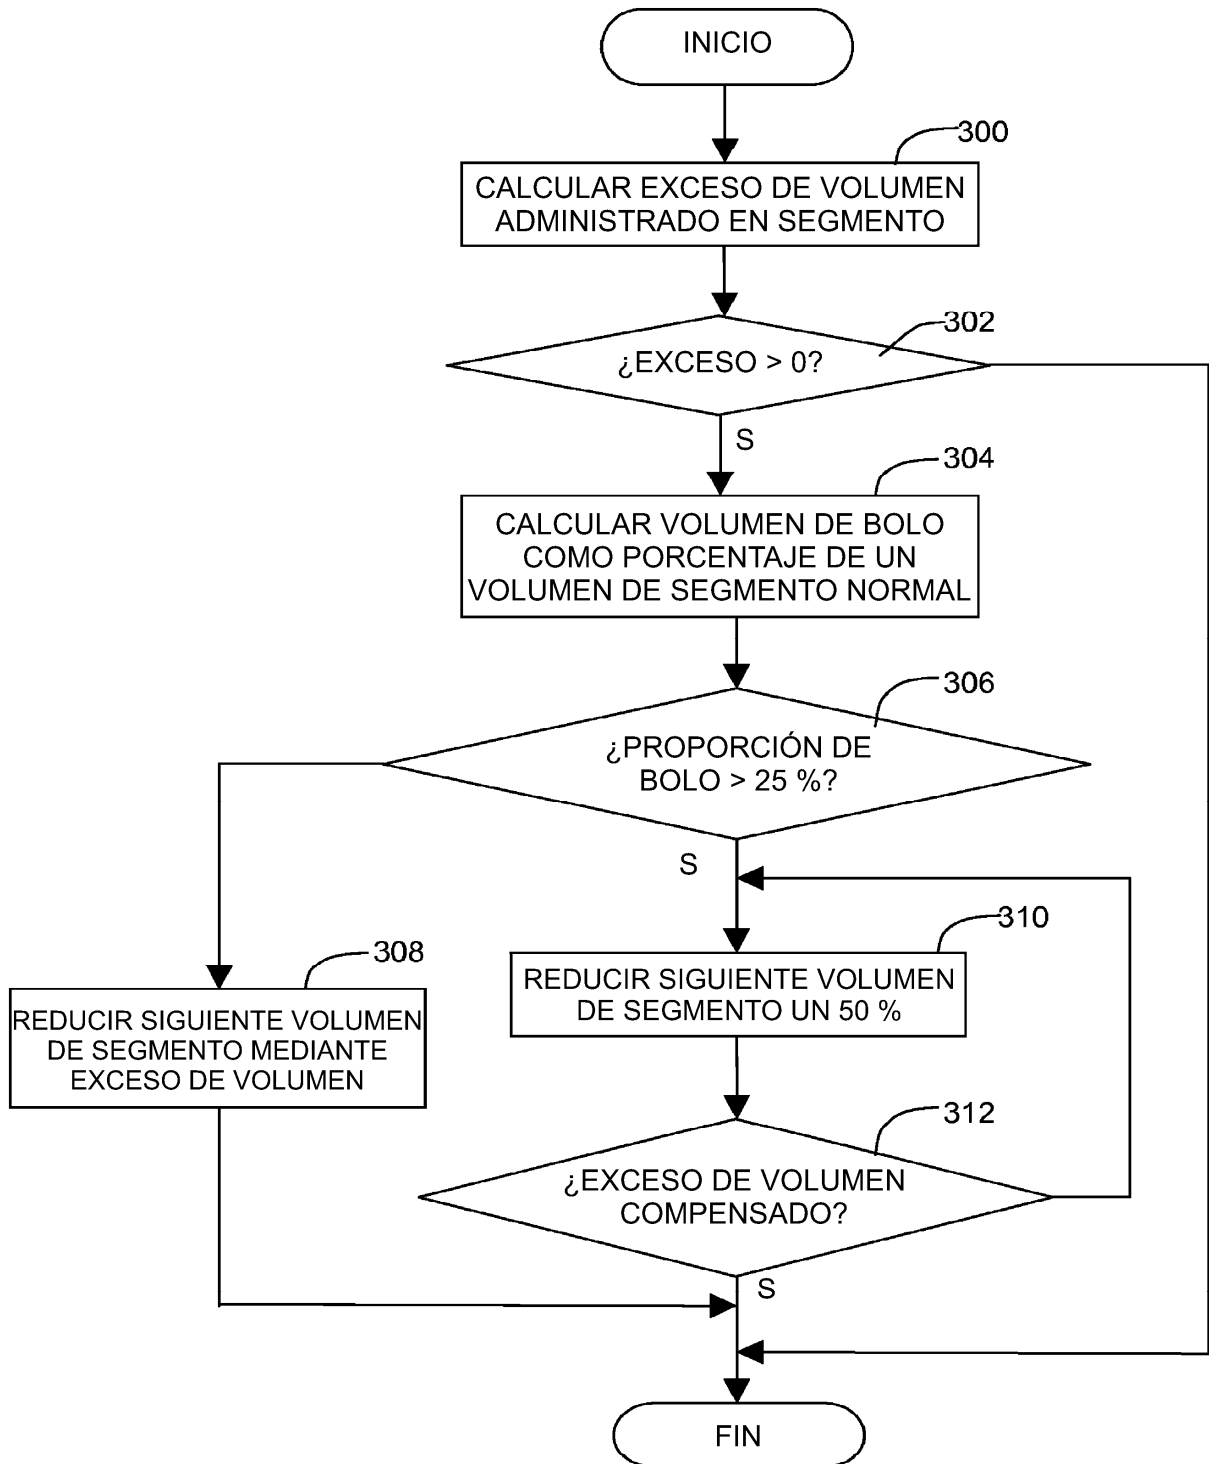 INICIO
300
CALCULAR EXCESO DE VOLUMEN
ADMINISTRADO EN SEGMENTO
302
¿EXCESO > 0?
S
304
CALCULAR VOLUMEN DE BOLO
COMO PORCENTAJE DE UN
VOLUMEN DE SEGMENTO NORMAL
306
¿PROPORCIÓN DE
BOLO > 25 %?
S
308
REDUCIR SIGUIENTE VOLUMEN
DE SEGMENTO MEDIANTE
EXCESO DE VOLUMEN
310
REDUCIR SIGUIENTE VOLUMEN
DE SEGMENTO UN 50 %
312
¿EXCESO DE VOLUMEN
COMPENSADO?
S
FIN